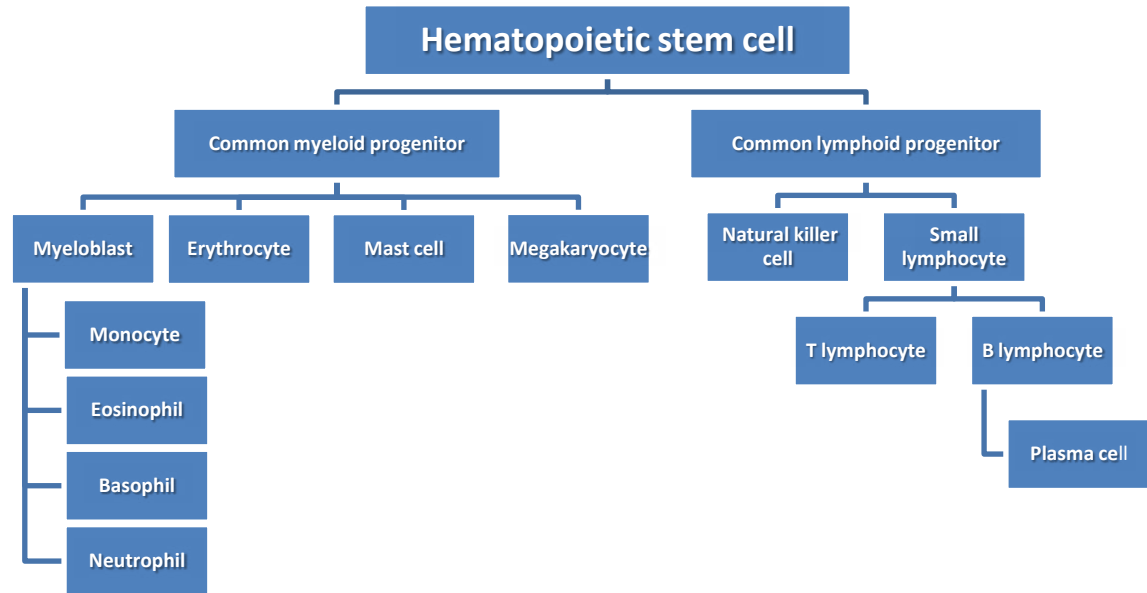 Hematopoietic stem cell
Common myeloid progenitor
Common lymphoid progenitor
Myeloblast
Erythrocyte
Mast cell
Megakaryocyte
Natural killer
cell
Small
lymphocyte
Monocyte
Eosinophil
Basophil
Neutrophil
T lymphocyte
B lymphocyte
Plasma cell